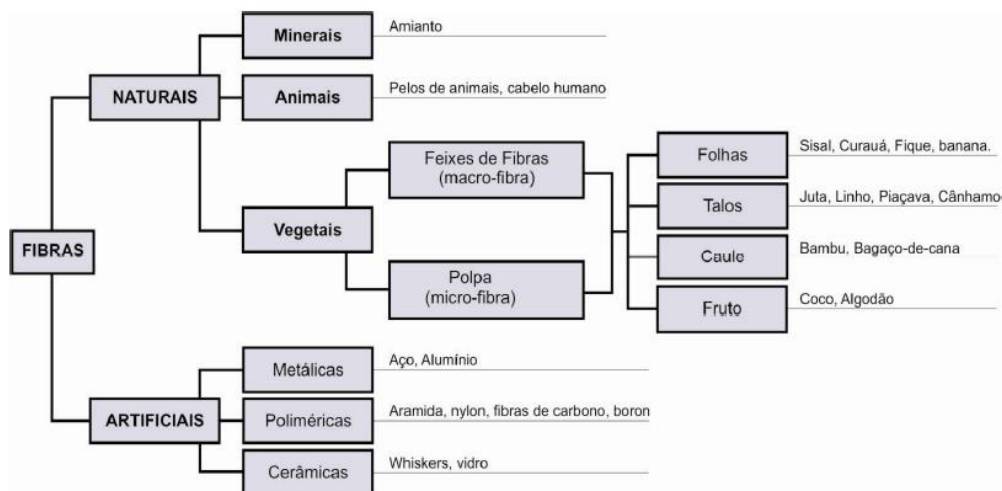 FIBRAS
NATURAIS
Minerais
Amianto
Animais
Pelos de animais, cabelo humano
Vegetais
Feixes de Fibras
(macro-fibra)
Polpa
(micro-fibra)
Folhas
Sisal, Curauá, Fique, banana.
Talos
Juta, Linho, Piaçava, Cânhamo
Caule
Bambu, Bagaço-de-cana
Fruto
Coco, Algodão
ARTIFICIAIS
Metálicas
Aço, Alumínio
Poliméricas
Aramida, nylon, fibras de carbono, boron
Cerâmicas
Whiskers, vidro